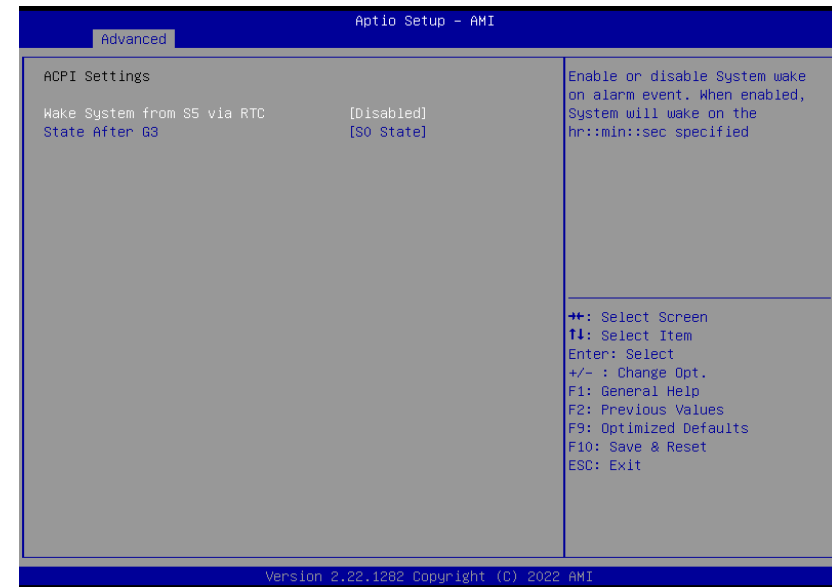 Aptio Setup – AMI
Advanced
ACPI Settings
Wake System from S5 via RTC [Disabled]
State After G3 [S0 State]
Enable or disable System wake
on alarm event. When enabled,
System will wake on the
hr::min::sec specified
→←: Select Screen
↑↓: Select Item
Enter: Select
+/- : Change Opt.
F1: General Help
F2: Previous Values
F9: Optimized Defaults
F10: Save & Reset
ESC: Exit
Version 2.22.1282 Copyright (C) 2022 AMI